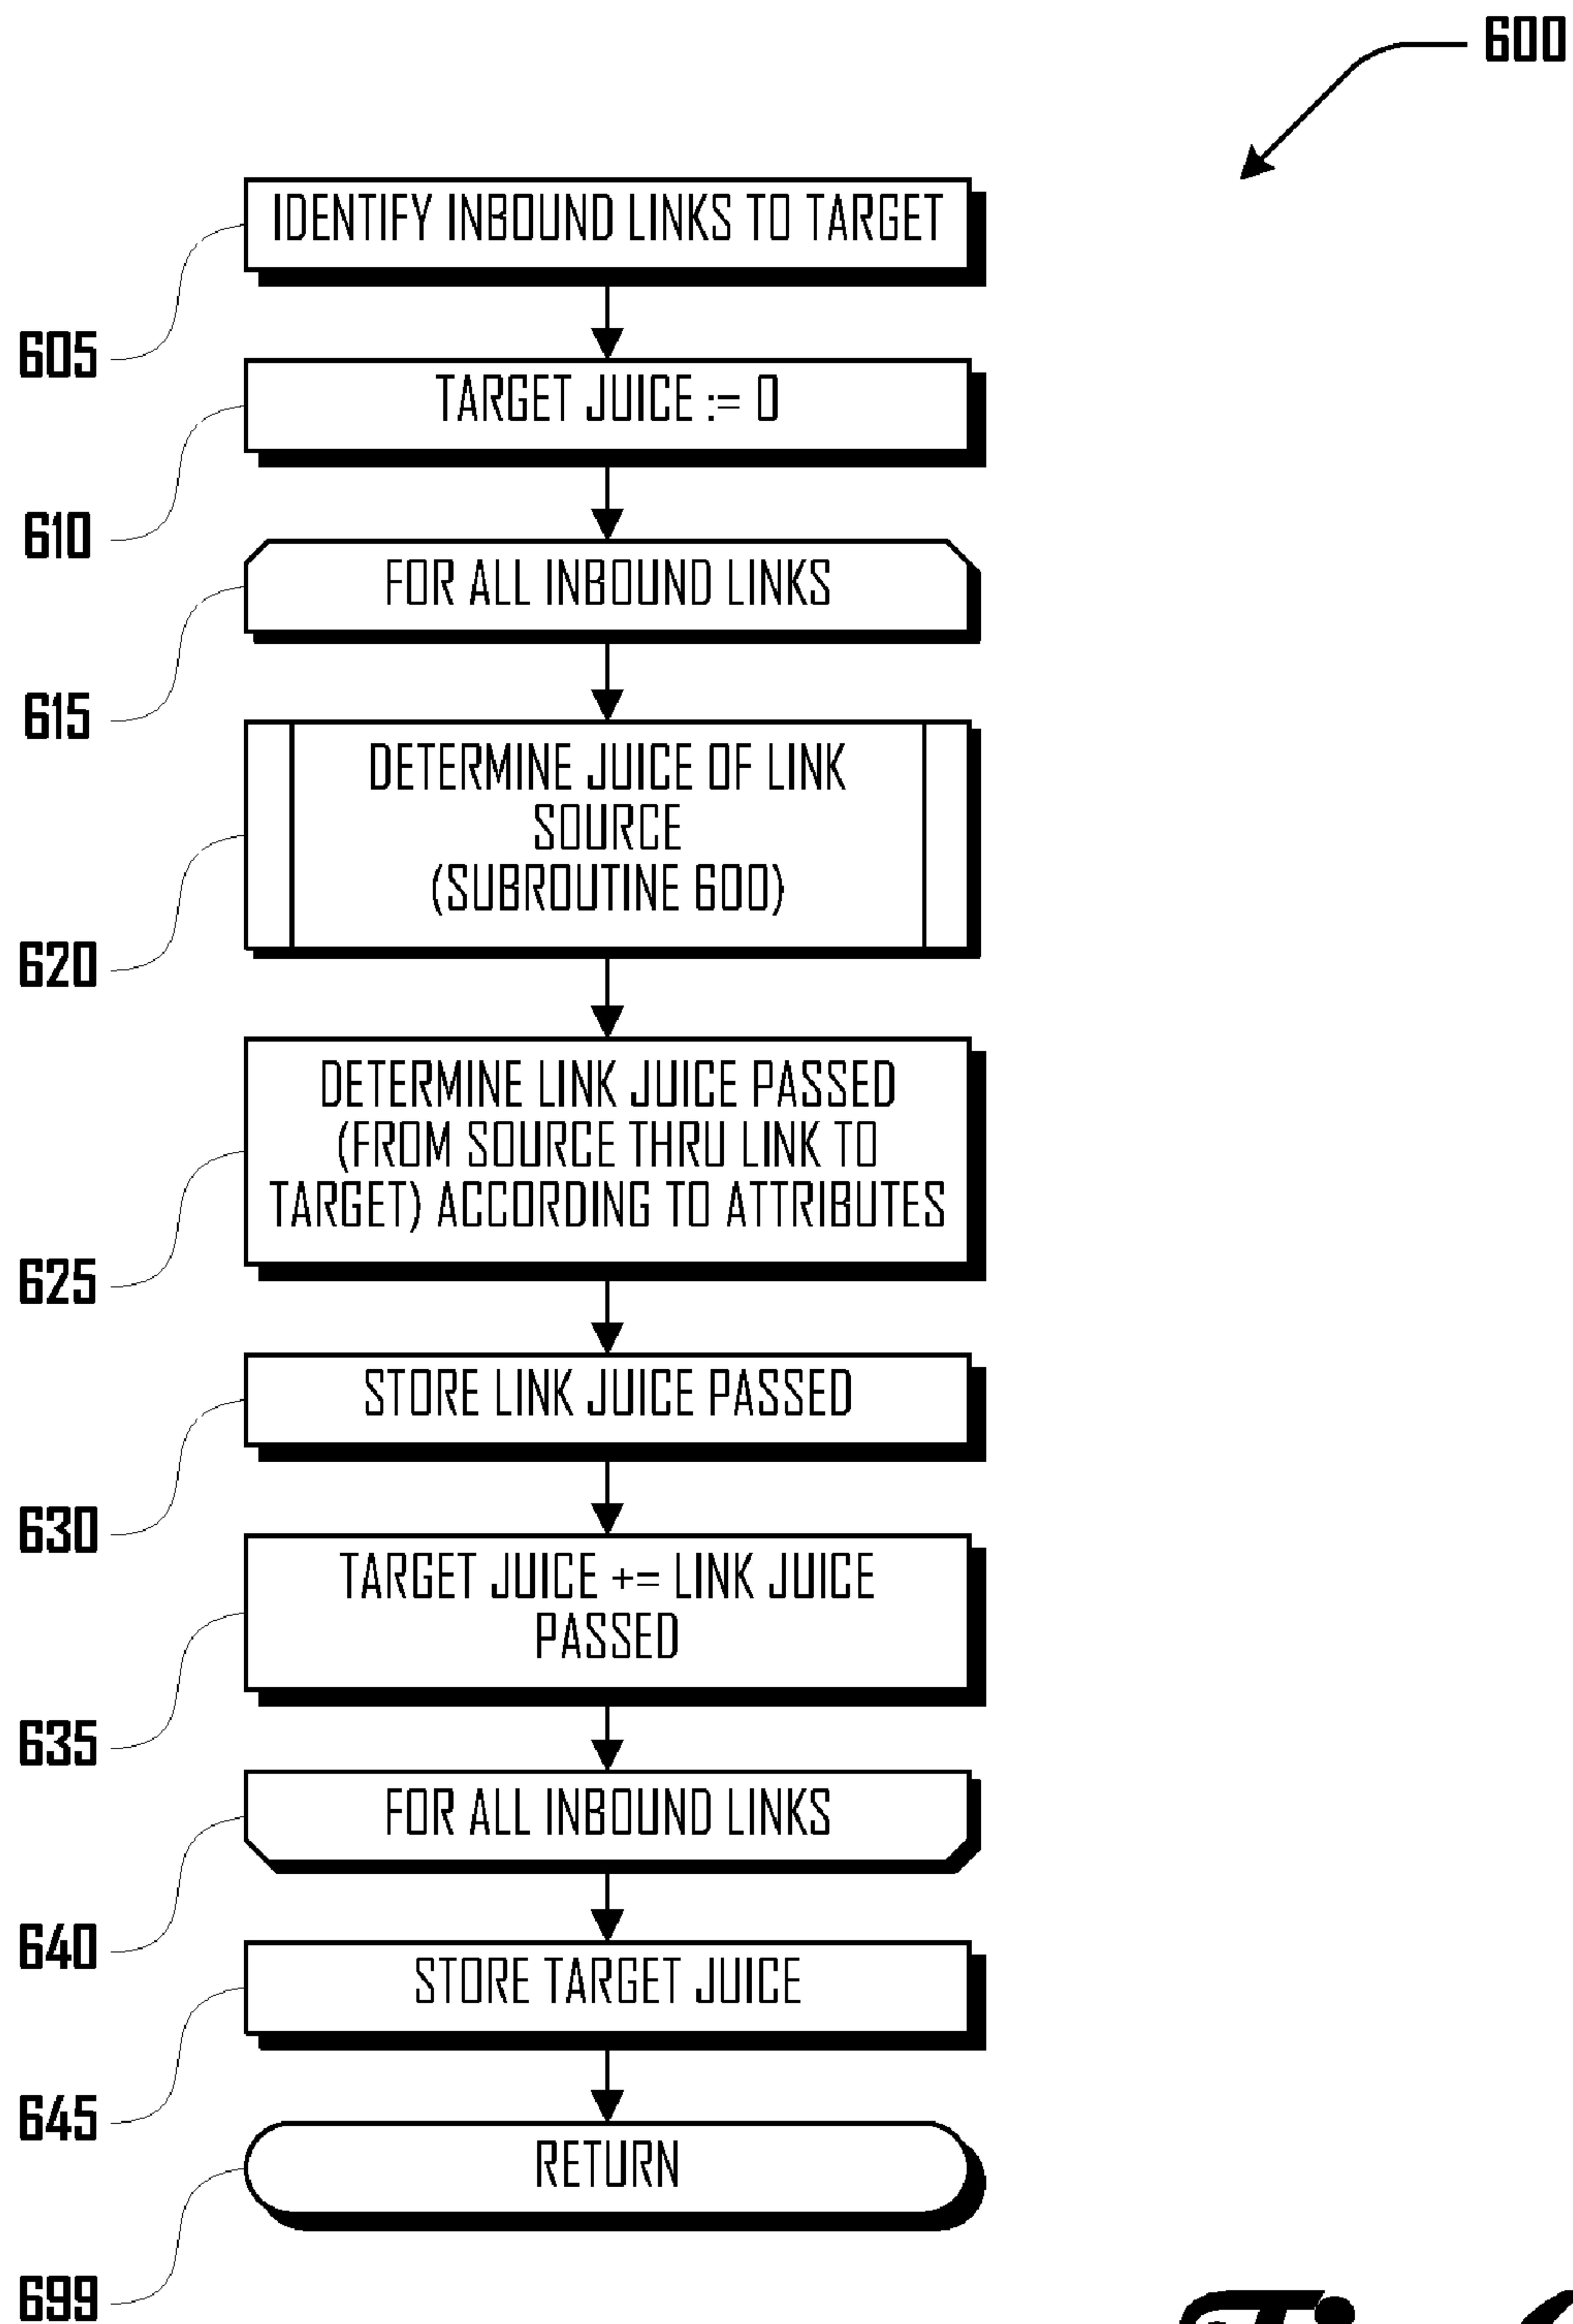 600
IDENTIFY INBOUND LINKS TO TARGET
605
TARGET JUICE := 0
610
FOR ALL INBOUND LINKS
615
DETERMINE JUICE OF LINK
SOURCE
(SUBROUTINE 600)
620
DETERMINE LINK JUICE PASSED
(FROM SOURCE THRU LINK TO
TARGET) ACCORDING TO ATTRIBUTES
625
STORE LINK JUICE PASSED
630
TARGET JUICE += LINK JUICE
PASSED
635
FOR ALL INBOUND LINKS
640
STORE TARGET JUICE
645
RETURN
699